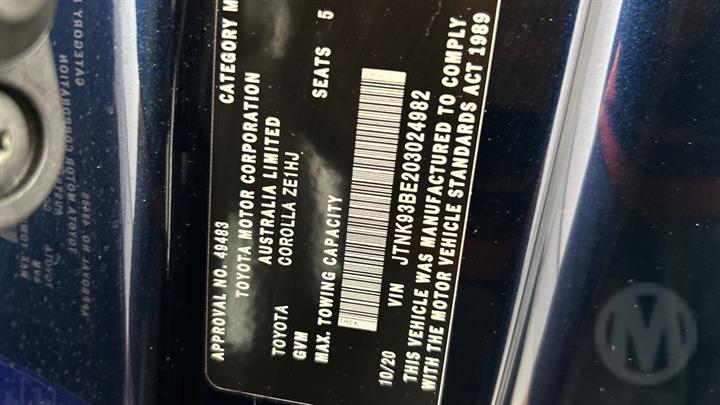 APPROVAL NO. 49483 CATEGORY M
TOYOTA MOTOR CORPORATION
AUSTRALIA LIMITED
TOYOTA COROLLA ZE1HJ
GVM SEATS 5
MAX. TOWING CAPACITY
10/20 VIN JTNK93BE203024982
THIS VEHICLE WAS MANUFACTURED TO COMPLY
WITH THE MOTOR VEHICLE STANDARDS ACT 1989
M